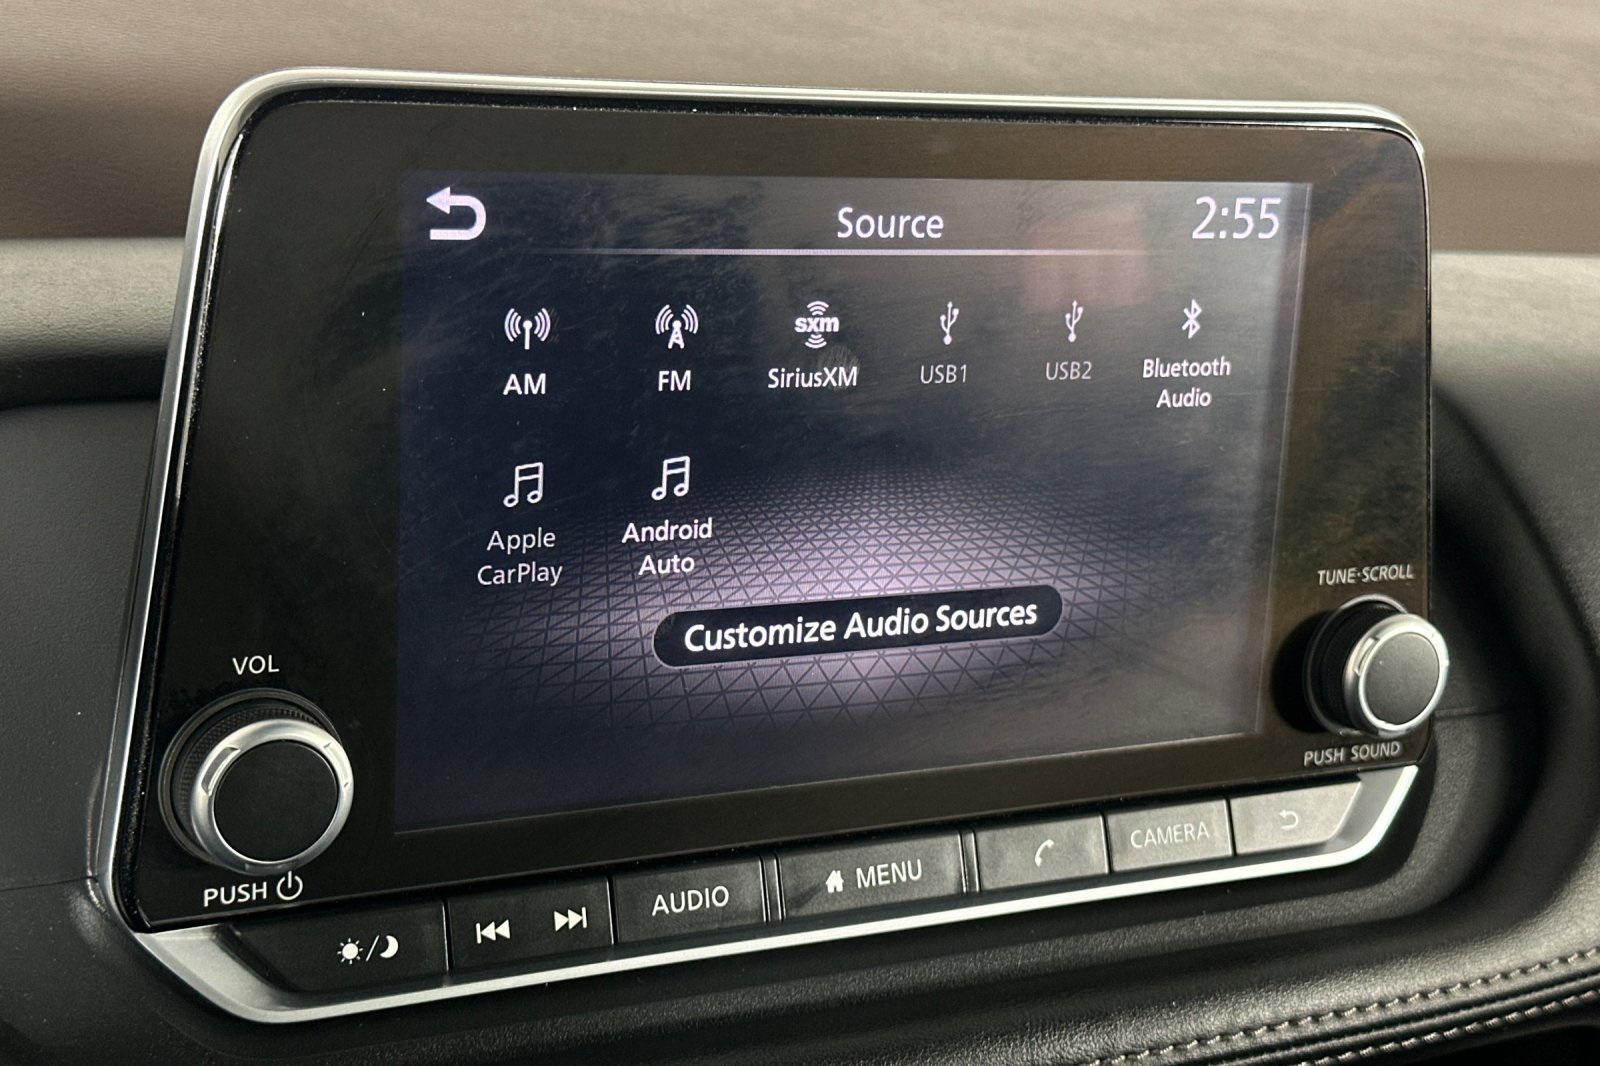 Source
2:55
sxm
AM
FM
SiriusXM
USB1
USB2
Bluetooth
Audio
Apple
CarPlay
Android
Auto
Customize Audio Sources
TUNE·SCROLL
VOL
PUSH SOUND
PUSH
AUDIO
MENU
CAMERA